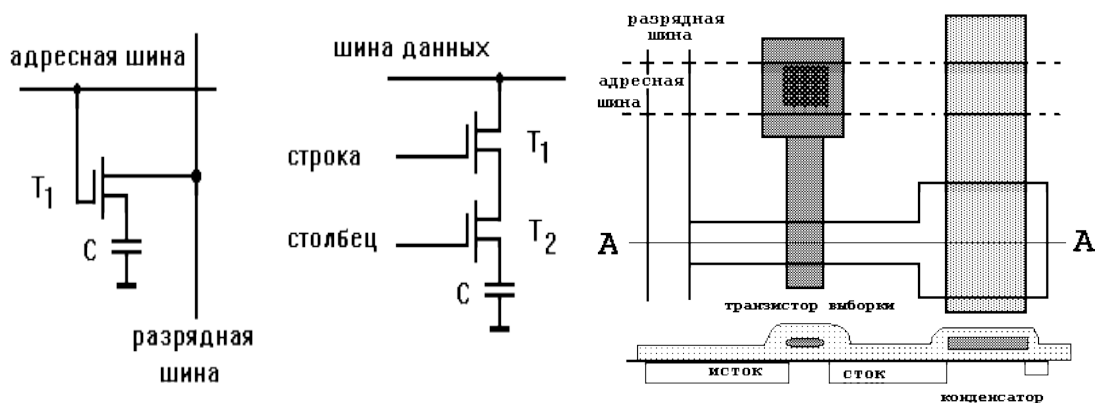 адресная шина
T1
C
разрядная
шина
шина данных
строка
T1
столбец
T2
C
разрядная
шина
адресная
шина
A
A
транзистор выборки
исток
сток
конденсатор